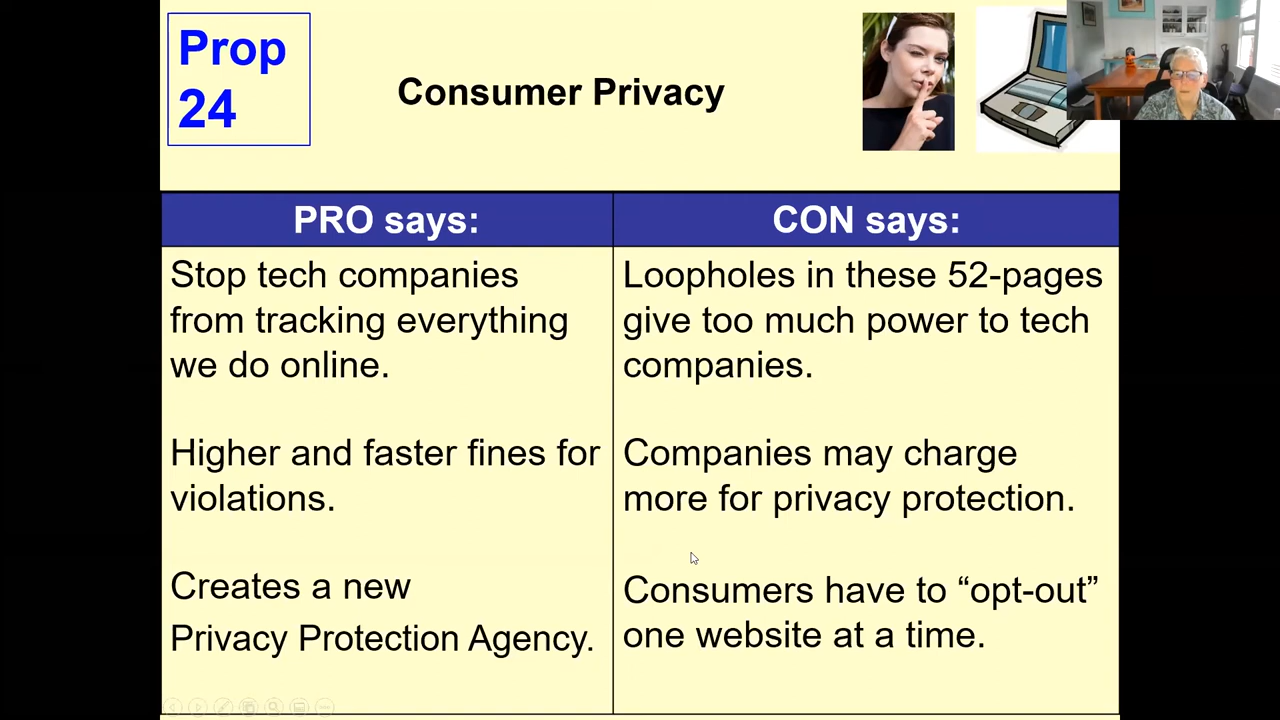 Prop
24
Consumer Privacy
PRO says:
CON says:
Stop tech companies
from tracking everything
we do online.
Higher and faster fines for
violations.
Creates a new
Privacy Protection Agency.
Loopholes in these 52-pages
give too much power to tech
companies.
Companies may charge
more for privacy protection.
Consumers have to “opt-out”
one website at a time.